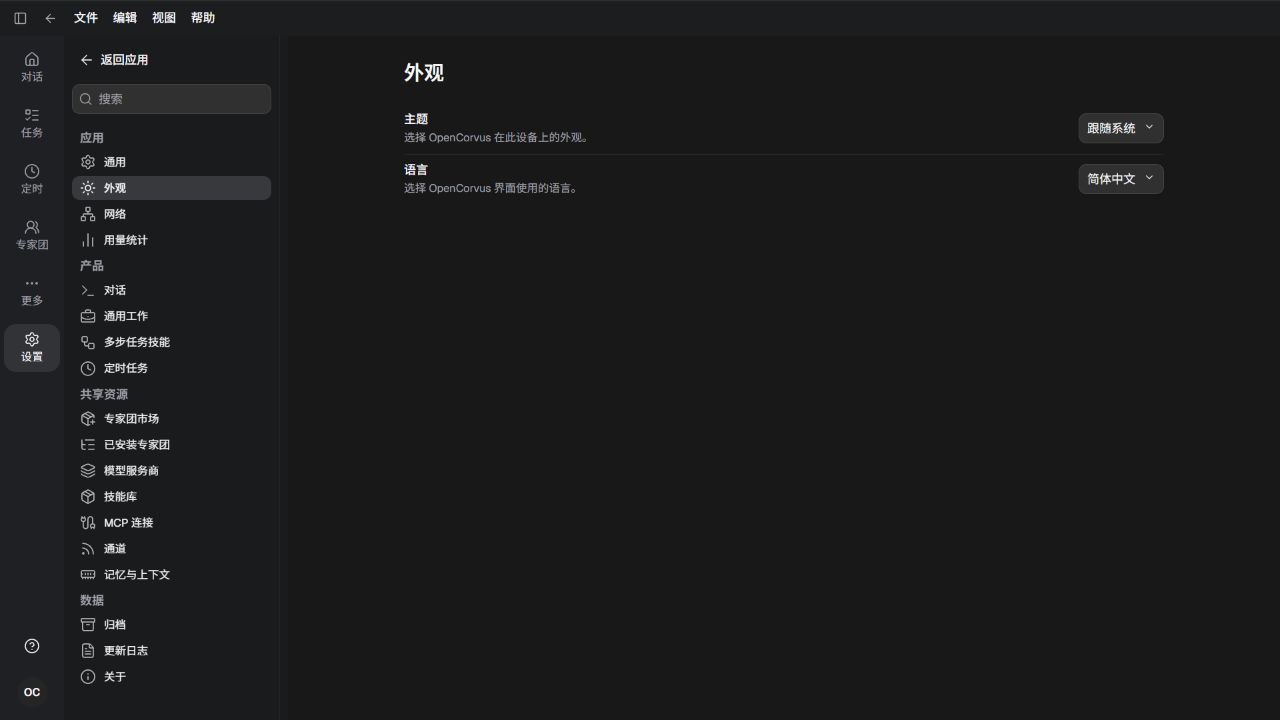 文件 编辑 视图 帮助
对话
任务
定时
专家团
更多
设置
OC
返回应用
搜索
应用
通用
外观
网络
用量统计
产品
对话
通用工作
多步任务技能
定时任务
共享资源
专家团市场
已安装专家团
模型服务商
技能库
MCP 连接
通道
记忆与上下文
数据
归档
更新日志
关于
外观
主题
选择 OpenCorvus 在此设备上的外观。
跟随系统
语言
选择 OpenCorvus 界面使用的语言。
简体中文